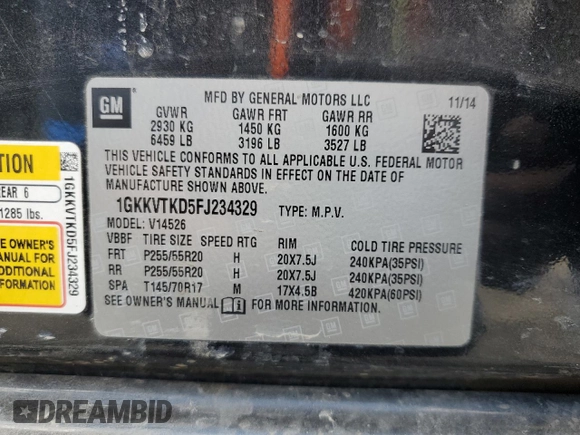 GM
MFD BY GENERAL MOTORS LLC 11/14
GVWR GAWR FRT GAWR RR
2930 KG 1450 KG 1600 KG
6459 LB 3196 LB 3527 LB
THIS VEHICLE CONFORMS TO ALL APPLICABLE U.S. FEDERAL MOTOR
VEHICLE SAFETY STANDARDS IN EFFECT ON THE DATE OF
MANUFACTURE SHOWN ABOVE.
1GKKVTKD5FJ234329 TYPE: M.P.V.
MODEL: V14526
VBBF TIRE SIZE SPEED RTG RIM COLD TIRE PRESSURE
FRT P255/55R20 H 20X7.5J 240KPA(35PSI)
RR P255/55R20 H 20X7.5J 240KPA(35PSI)
SPA T145/70R17 M 17X4.5B 420KPA(60PSI)
SEE OWNER'S MANUAL FOR MORE INFORMATION
TION
EAR 6
1285 lbs.
E OWNER'S
ANUAL for
DDITIONAL
ORMATION
1GKKVTKD5FJ234329
DREAMBID